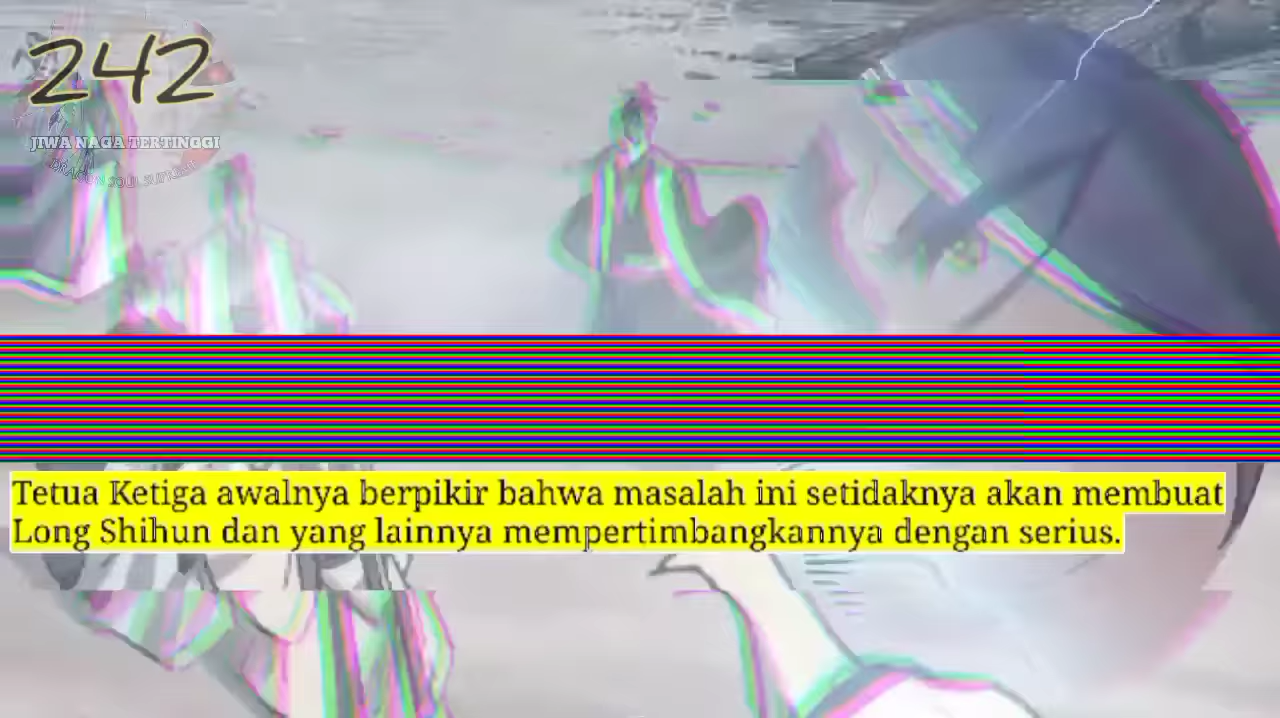 242
JIWA NAGA TERTINGGI
Tetua Ketiga awalnya berpikir bahwa masalah ini setidaknya akan membuat
Long Shihun dan yang lainnya mempertimbangkannya dengan serius.